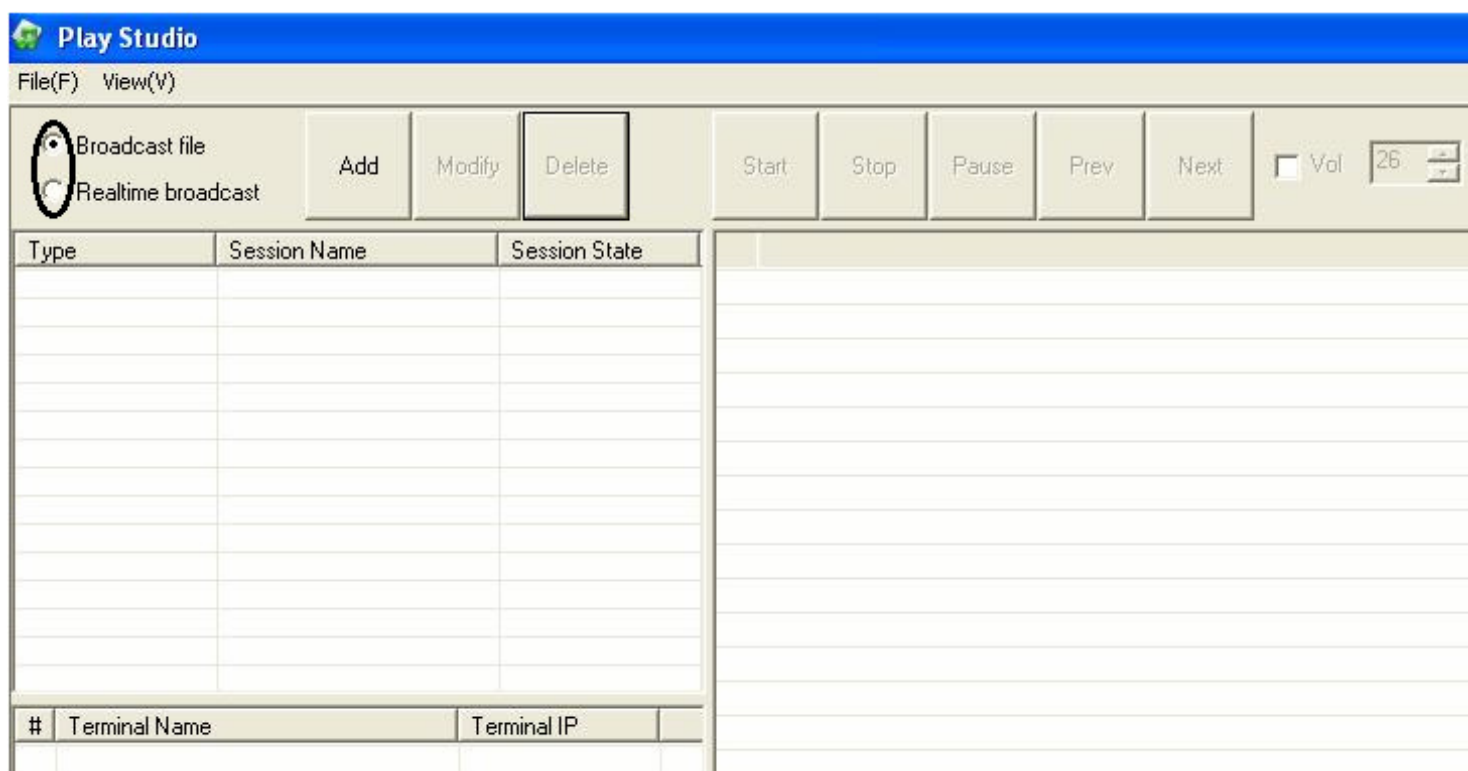 Play Studio
File(F) View(V)
Broadcast file
Realtime broadcast
Add Modify Delete Start Stop Pause Prev Next Vol 26
Type Session Name Session State
# Terminal Name Terminal IP